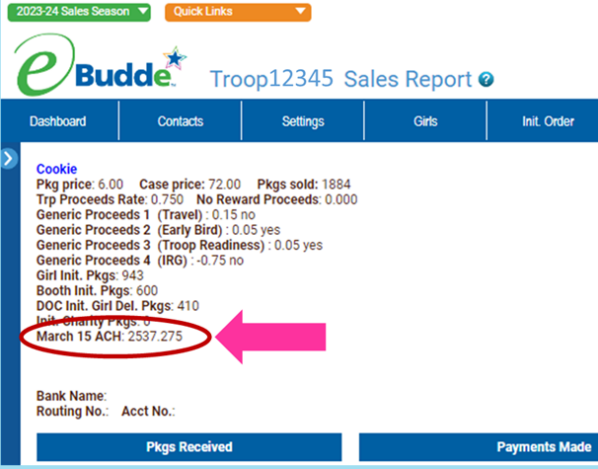 2023-24 Sales Season Quick Links
eBudde Troop12345 Sales Report ?
Dashboard Contacts Settings Girls Init. Order
Cookie
Pkg price: 6.00 Case price: 72.00 Pkgs sold: 1884
Trp Proceeds Rate: 0.750 No Reward Proceeds: 0.000
Generic Proceeds 1 (Travel) : 0.15 no
Generic Proceeds 2 (Early Bird) : 0.05 yes
Generic Proceeds 3 (Troop Readiness) : 0.05 yes
Generic Proceeds 4 (IRG) : -0.75 no
Girl Init. Pkgs: 943
Booth Init. Pkgs: 600
DOC Init. Girl Del. Pkgs: 410
Init. Charity Pkgs: 0
March 15 ACH: 2537.275
Bank Name:
Routing No.: Acct No.:
Pkgs Received Payments Made